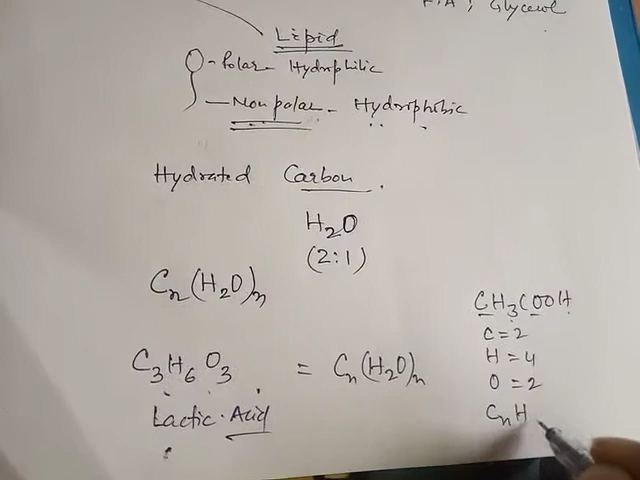 F.A ; Glycerol
Lipid
Polar - Hydrophilic
Nonpolar - Hydrophobic
Hydrated Carbon.
H₂O
(2:1)
Cₙ(H₂O)ₙ
C₃H₆O₃ = Cₙ(H₂O)ₙ
Lactic Acid
CH₃COOH
C=2
H=4
O=2
CₙH